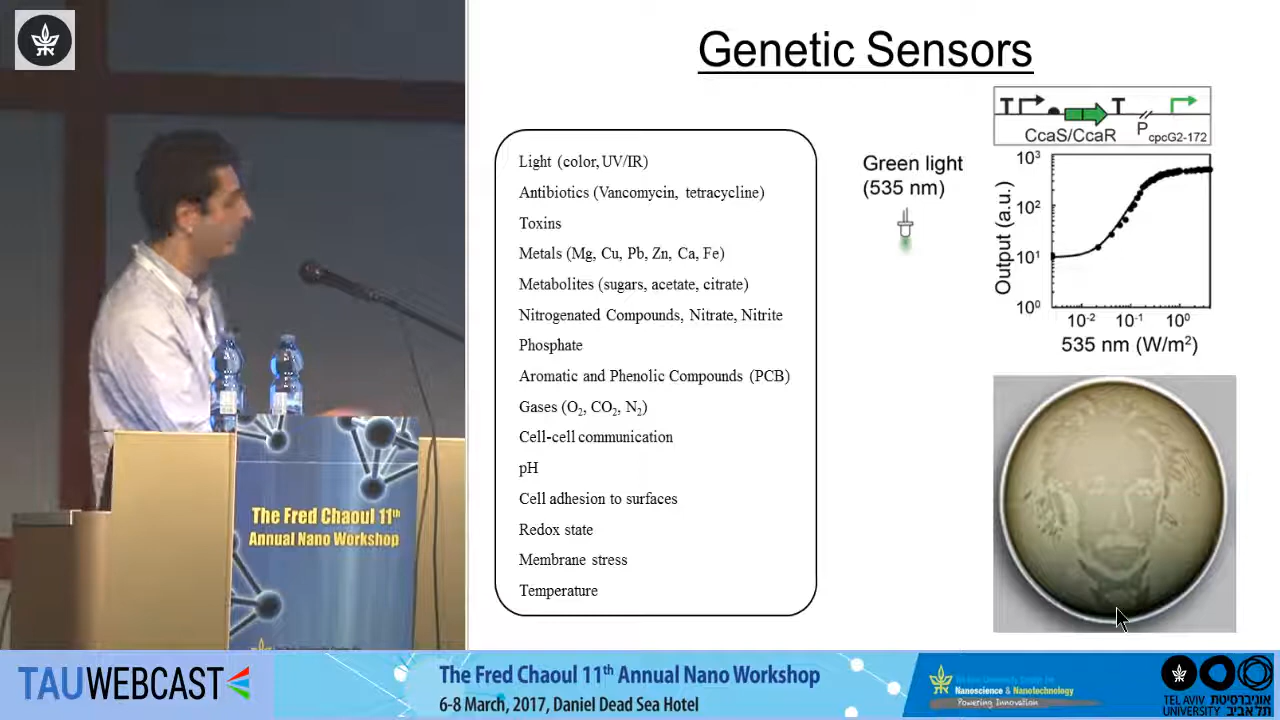 Genetic Sensors
Light (color, UV/IR)
Antibiotics (Vancomycin, tetracycline)
Toxins
Metals (Mg, Cu, Pb, Zn, Ca, Fe)
Metabolites (sugars, acetate, citrate)
Nitrogenated Compounds, Nitrate, Nitrite
Phosphate
Aromatic and Phenolic Compounds (PCB)
Gases (O₂, CO₂, N₂)
Cell-cell communication
pH
Cell adhesion to surfaces
Redox state
Membrane stress
Temperature
Green light
(535 nm)
T T
CcaS/CcaR P cpcG2-172
Output (a.u.)
10³
10²
10¹
10⁰
10⁻² 10⁻¹ 10⁰
535 nm (W/m²)
The Fred Chaoul 11th
Annual Nano Workshop
TAUWEBCAST
The Fred Chaoul 11th Annual Nano Workshop
6-8 March, 2017, Daniel Dead Sea Hotel
Nanoscience & Nanotechnology
Powering Innovation
TEL AVIV אוניברסיטת
UNIVERSITY תל אביב